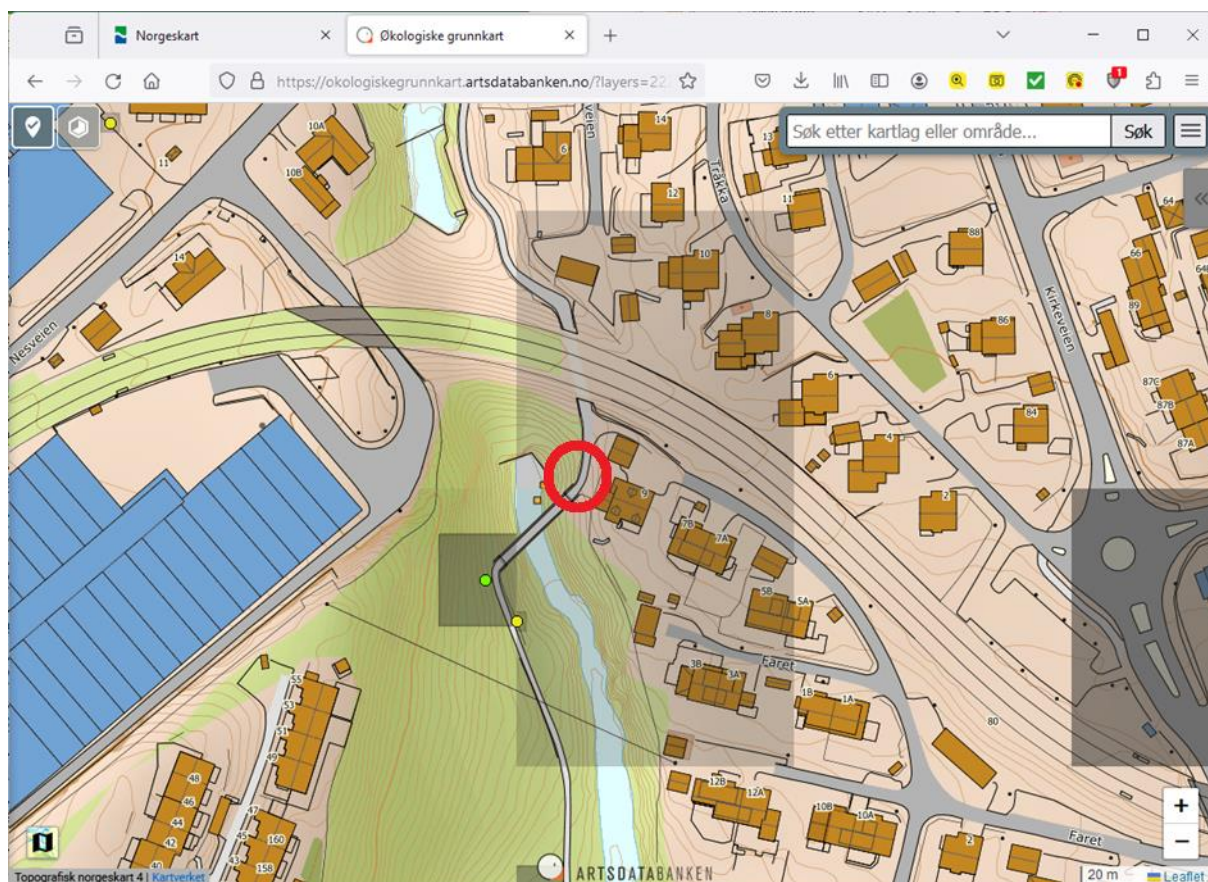 Norgeskart
Økologiske grunnkart
https://økologiskegrunnkart.artsdatabanken.no/?layers=22
1
Søk etter kartlag eller område...
Søk
veien
14
13
10A
11
6
10B
12
11
64
Tråkka
88
66
10
14
89
8
86
Kirkeveien
Nesveien
6
87C
87B
84
4
87A
9
2
7B
7A
5B
5A
Faret
3B
3A
55
1B
1A
53
80
51
49
48
12B
12A
46
47
10B
10A
44
45
160
42
43
2
Faret
40
158
+
−
ARTSDATABANKEN
20 m
Topografisk norgeskart 4 | Kartverket
Leaflet